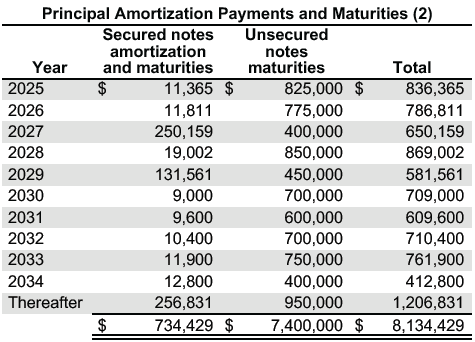 Principal Amortization Payments and Maturities (2)
Secured notes Unsecured
amortization notes
Year and maturities maturities Total
2025 $ 11,365 $ 825,000 $ 836,365
2026 11,811 775,000 786,811
2027 250,159 400,000 650,159
2028 19,002 850,000 869,002
2029 131,561 450,000 581,561
2030 9,000 700,000 709,000
2031 9,600 600,000 609,600
2032 10,400 700,000 710,400
2033 11,900 750,000 761,900
2034 12,800 400,000 412,800
Thereafter 256,831 950,000 1,206,831
$ 734,429 $ 7,400,000 $ 8,134,429